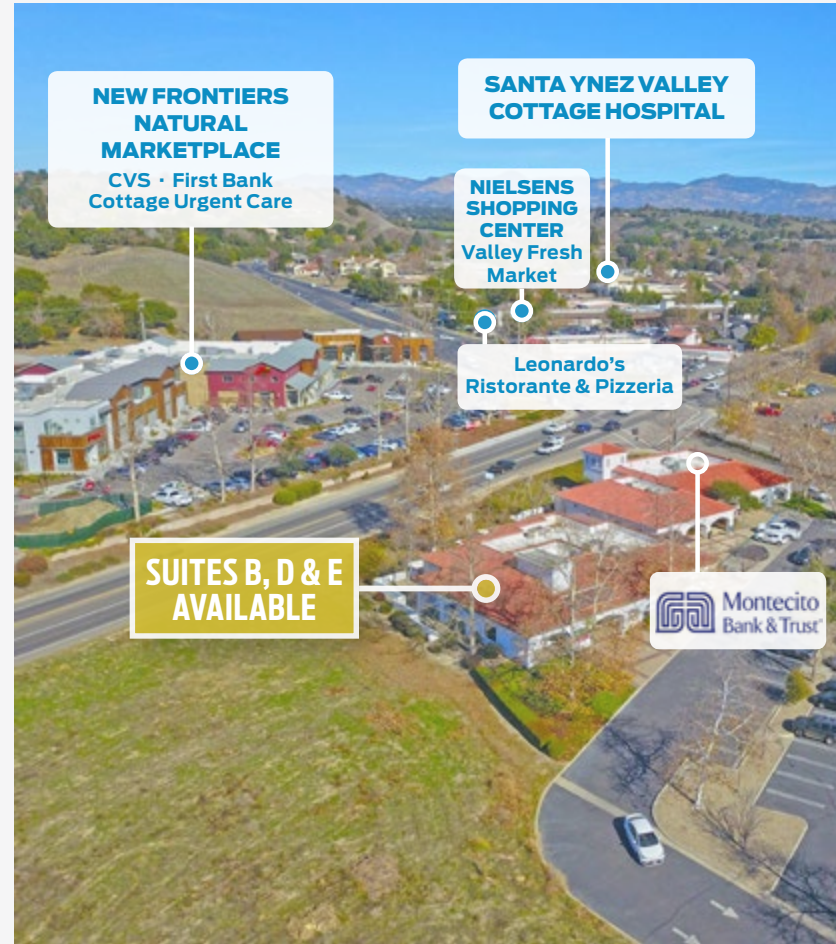 NEW FRONTIERS
NATURAL
MARKETPLACE
CVS · First Bank
Cottage Urgent Care
SANTA YNEZ VALLEY
COTTAGE HOSPITAL
NIELSENS
SHOPPING
CENTER
Valley Fresh
Market
Leonardo's
Ristorante & Pizzeria
SUITES B, D & E
AVAILABLE
Montecito
Bank & Trust